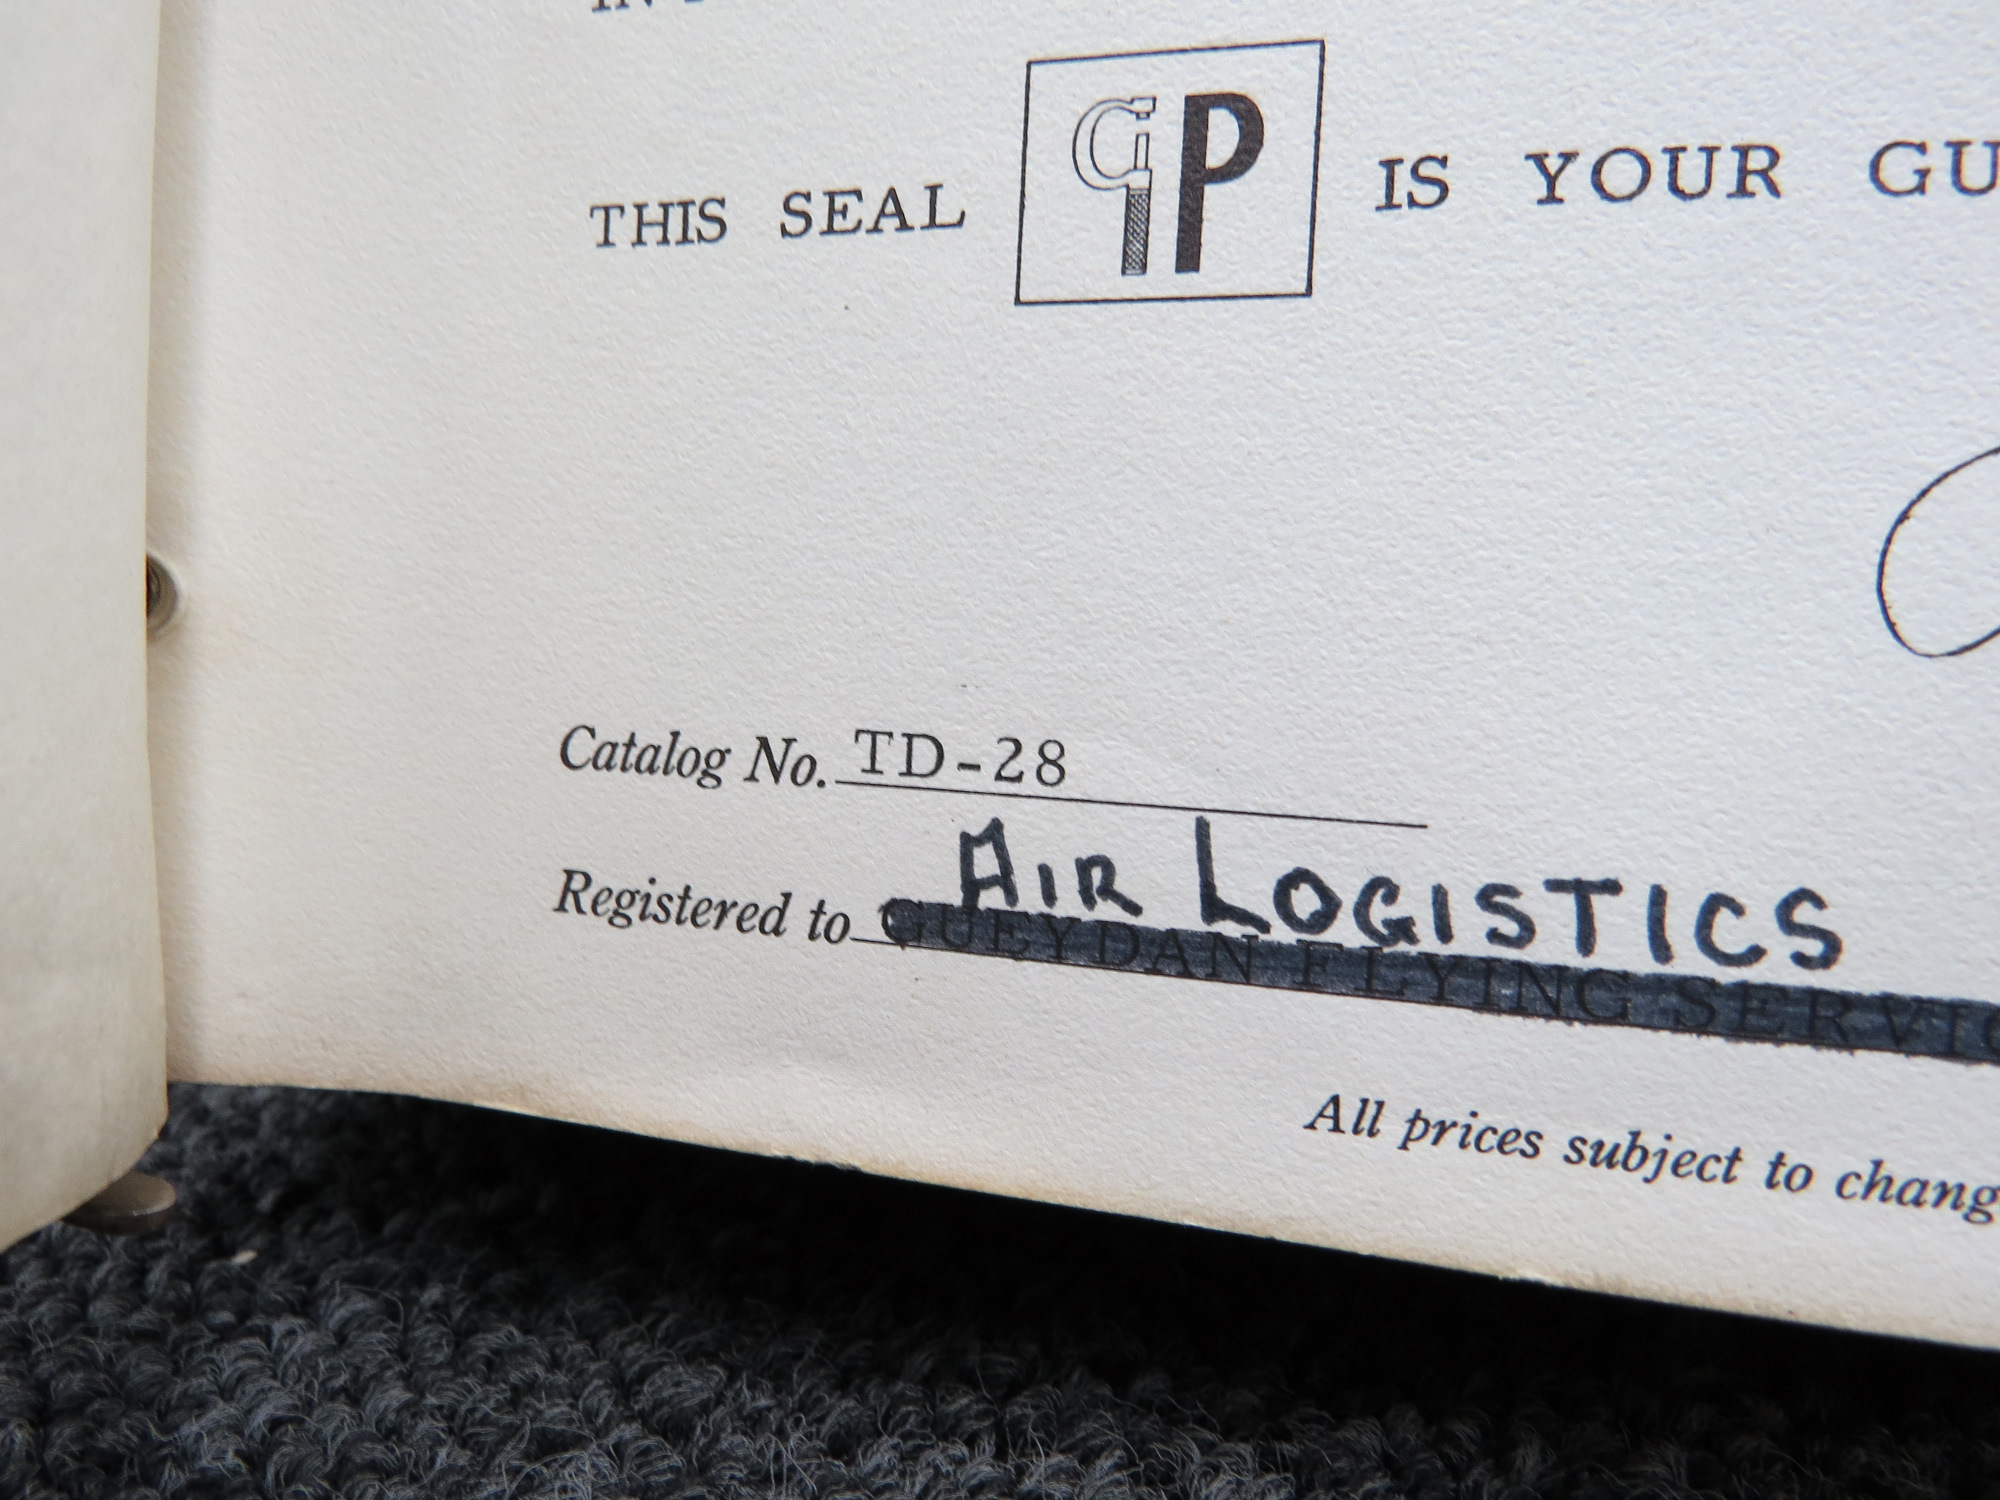 THIS SEAL GP IS YOUR GU
Catalog No. TD-28
AIR LOGISTICS
Registered to GUEYDAN FLYING SERVIC
All prices subject to chang